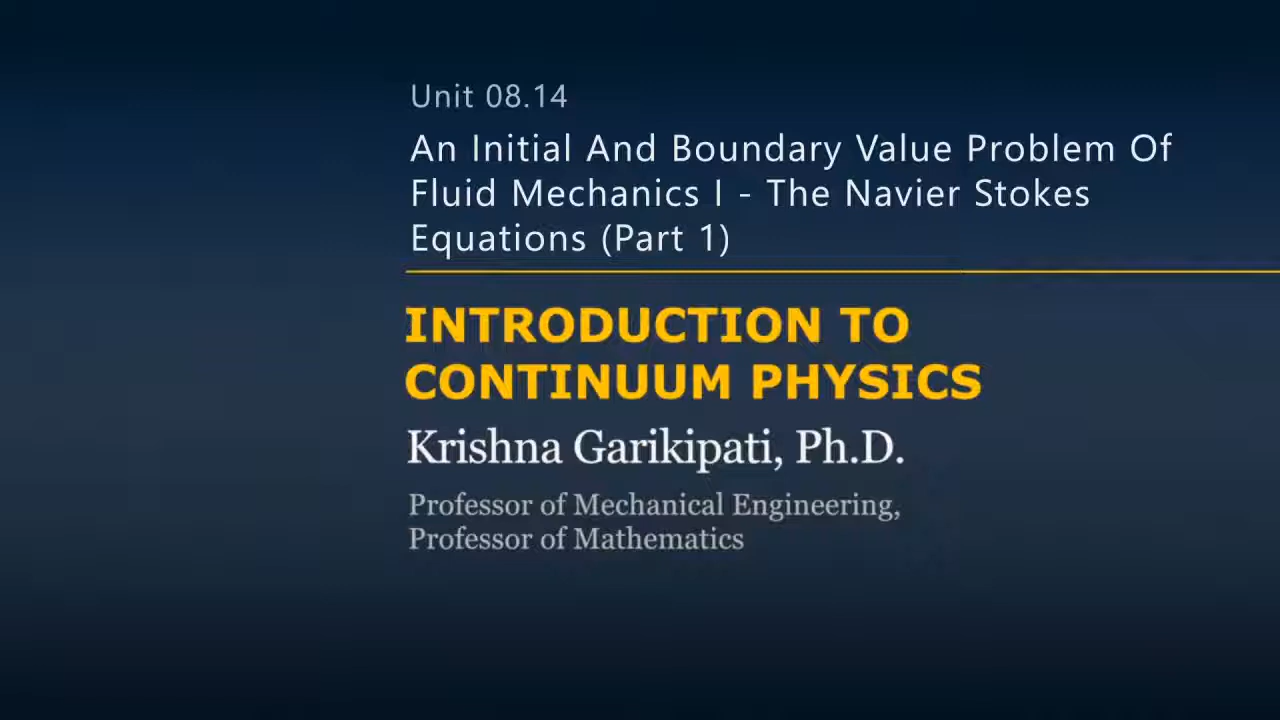 Unit 08.14
An Initial And Boundary Value Problem Of
Fluid Mechanics I - The Navier Stokes
Equations (Part 1)
INTRODUCTION TO
CONTINUUM PHYSICS
Krishna Garikipati, Ph.D.
Professor of Mechanical Engineering,
Professor of Mathematics